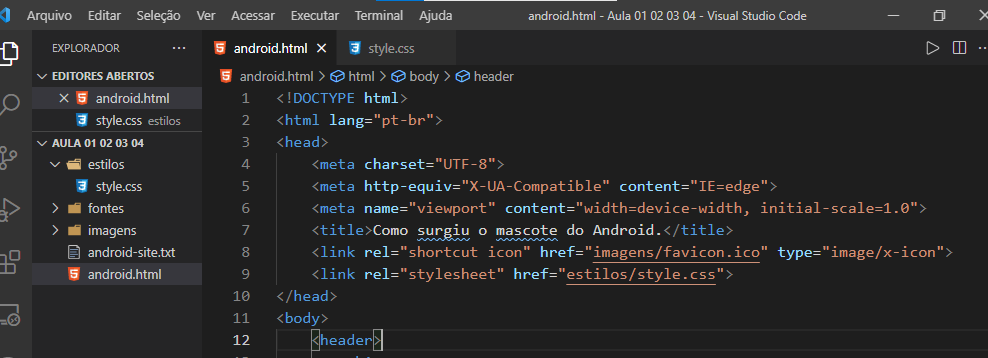 Arquivo Editar Seleção Ver Acessar Executar Terminal Ajuda android.html - Aula 01 02 03 04 - Visual Studio Code
EXPLORADOR
EDITORES ABERTOS
android.html
style.css estilos
AULA 01 02 03 04
estilos
style.css
fontes
imagens
android-site.txt
android.html
android.html style.css
android.html > html > body > header
1 <!DOCTYPE html>
2 <html lang="pt-br">
3 <head>
4 <meta charset="UTF-8">
5 <meta http-equiv="X-UA-Compatible" content="IE=edge">
6 <meta name="viewport" content="width=device-width, initial-scale=1.0">
7 <title>Como surgiu o mascote do Android.</title>
8 <link rel="shortcut icon" href="imagens/favicon.ico" type="image/x-icon">
9 <link rel="stylesheet" href="estilos/style.css">
10 </head>
11 <body>
12 <header>